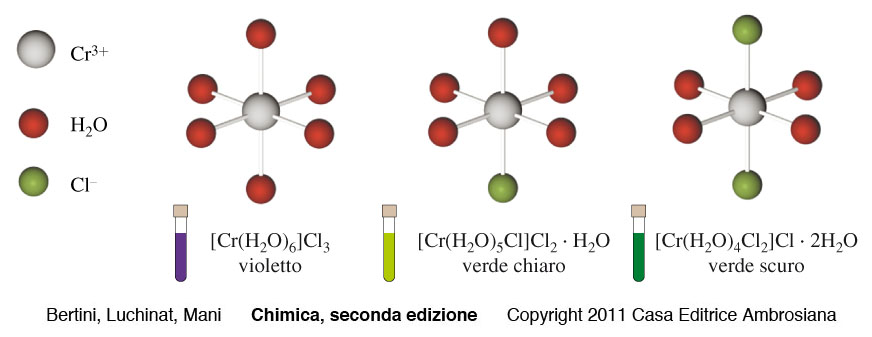 Cr³⁺
H₂O
Cl⁻
[Cr(H₂O)₆]Cl₃
violetto
[Cr(H₂O)₅Cl]Cl₂ · H₂O
verde chiaro
[Cr(H₂O)₄Cl₂]Cl · 2H₂O
verde scuro
Bertini, Luchinat, Mani Chimica, seconda edizione Copyright 2011 Casa Editrice Ambrosiana